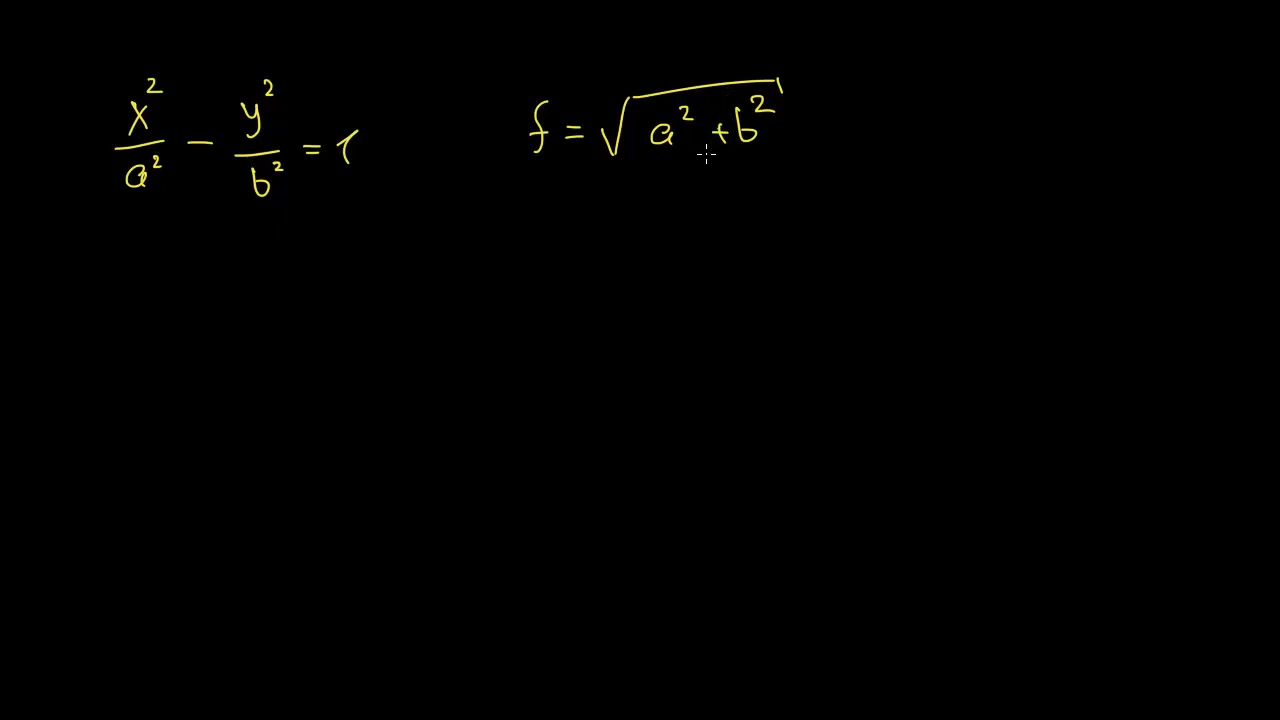 x²/a² − y²/b² = 1
f = √(a² + b²)